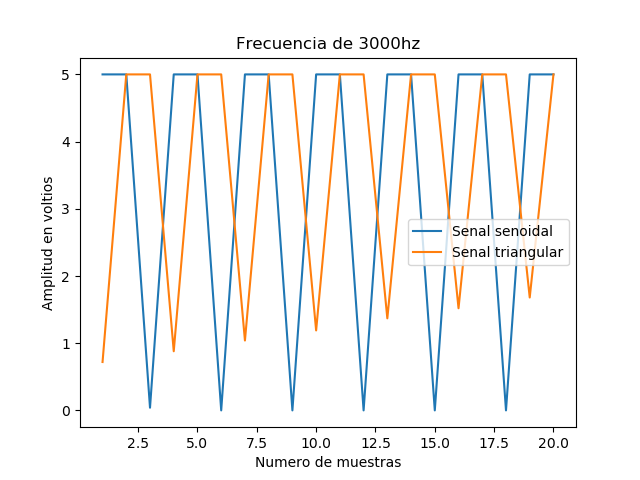 Frecuencia de 3000hz
5
4
3
2
1
0
Amplitud en voltios
Senal senoidal
Senal triangular
2.5 5.0 7.5 10.0 12.5 15.0 17.5 20.0
Numero de muestras